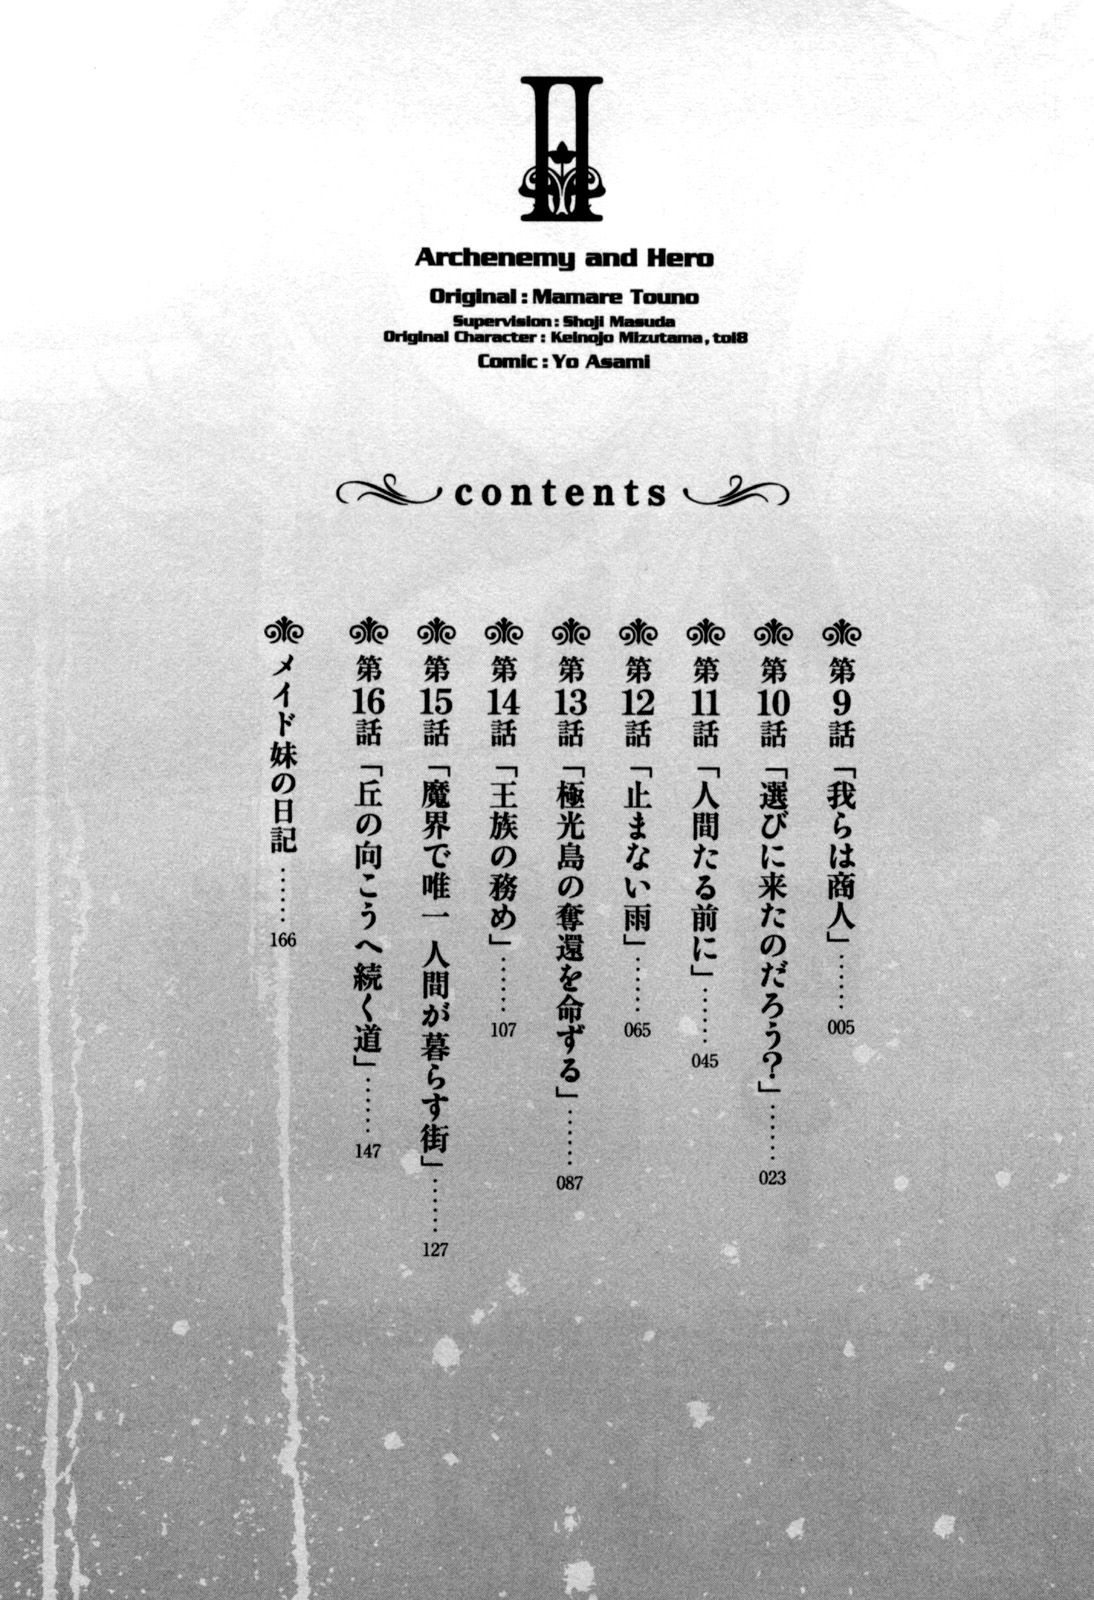 II
Archenemy and Hero
Original : Mamare Touno
Supervision : Shoji Masuda
Original Character : Keinojo Mizutama, toi8
Comic : Yo Asami
contents
第9話「我らは商人」……005
第10話「選びに来たのだろう？」……023
第11話「人間たる前に」……045
第12話「止まない雨」……065
第13話「極光島の奪還を命ずる」……087
第14話「王族の務め」……107
第15話「魔界で唯一 人間が暮らす街」……127
第16話「丘の向こうへ続く道」……147
メイド妹の日記……166